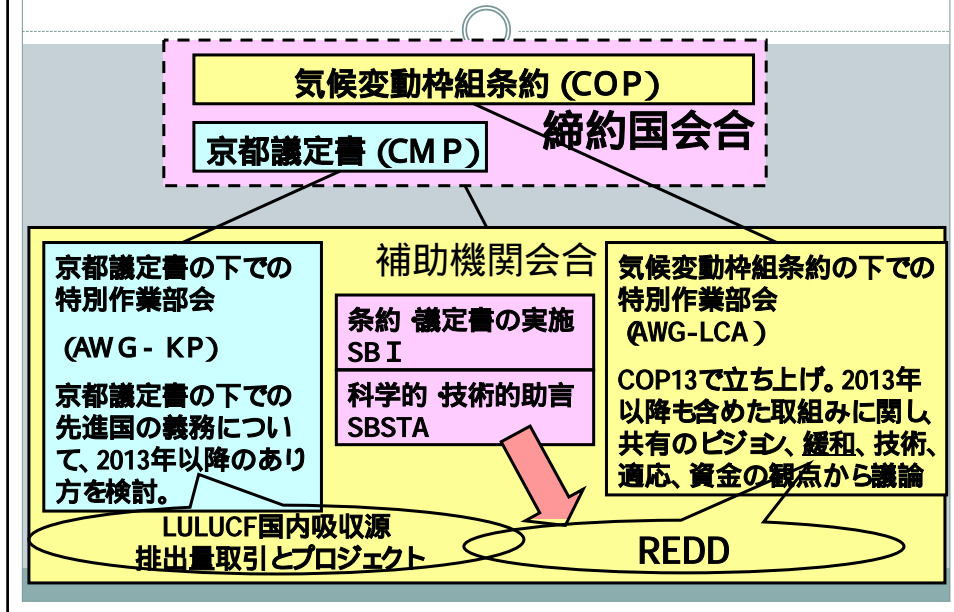 気候変動枠組条約 (COP)
締約国会合
京都議定書 (CMP)
補助機関会合
京都議定書の下での
特別作業部会
(AWG- KP)
京都議定書の下での
先進国の義務につい
て、2013年以降のあり
方を検討。
条約・議定書の実施
SBI
科学的・技術的助言
SBSTA
気候変動枠組条約の下での
特別作業部会
(AWG-LCA)
COP13で立ち上げ。2013年
以降も含めた取組みに関し、
共有のビジョン、緩和、技術、
適応、資金の観点から議論
LULUCF国内吸収源
排出量取引とプロジェクト
REDD